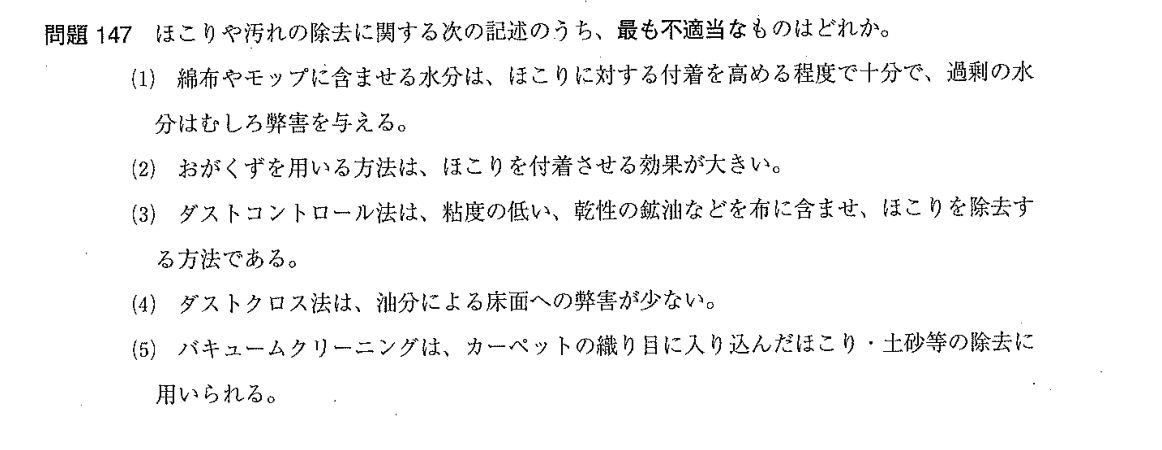 問題 147 ほこりや汚れの除去に関する次の記述のうち、最も不適当なものはどれか。
(1) 綿布やモップに含ませる水分は、ほこりに対する付着を高める程度で十分で、過剰の水
分はむしろ弊害を与える。
(2) おがくずを用いる方法は、ほこりを付着させる効果が大きい。
(3) ダストコントロール法は、粘度の低い、乾性の鉱油などを布に含ませ、ほこりを除去す
る方法である。
(4) ダストクロス法は、油分による床面への弊害が少ない。
(5) バキュームクリーニングは、カーペットの織り目に入り込んだほこり・土砂等の除去に
用いられる。